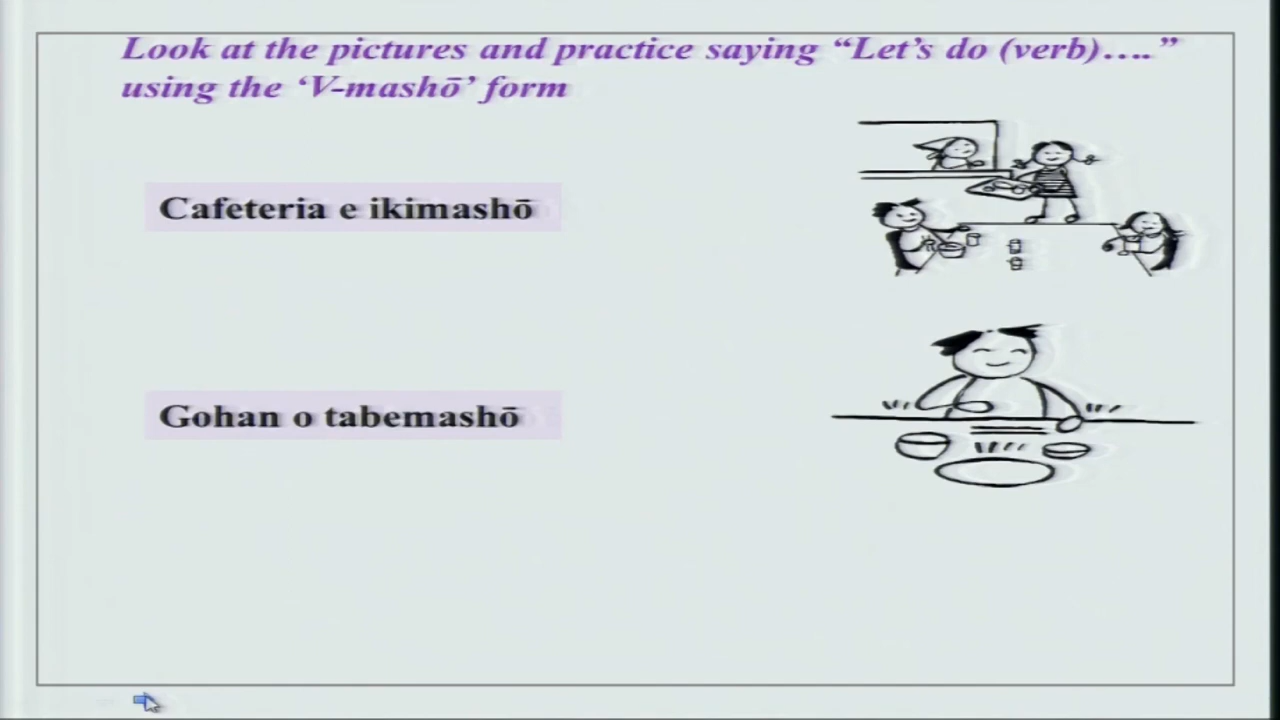 Look at the pictures and practice saying “Let’s do (verb)….”
using the ‘V-mashō’ form
Cafeteria e ikimashō
Gohan o tabemashō